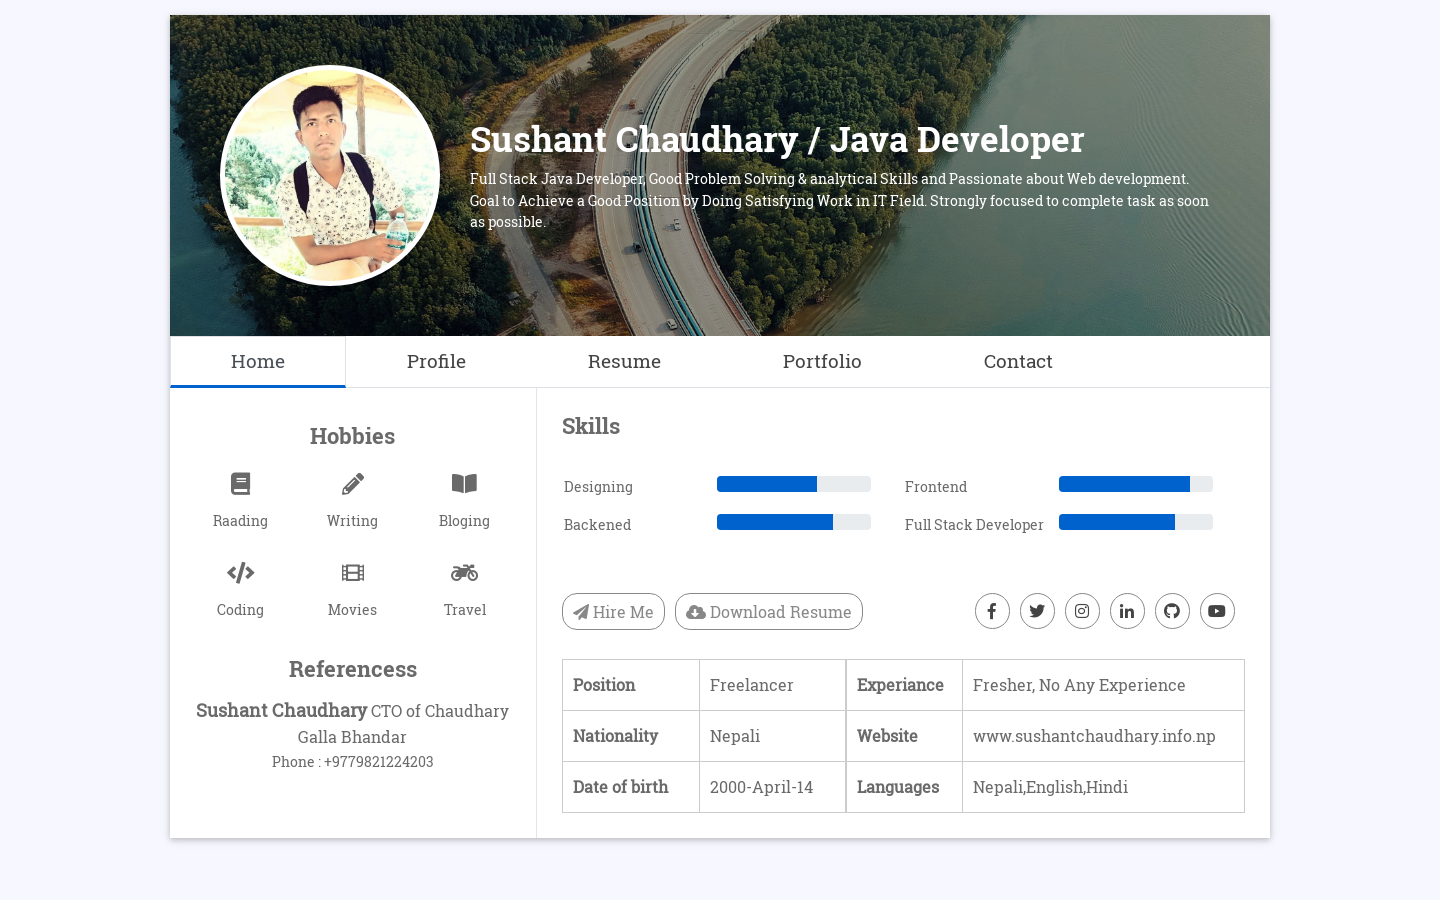 Sushant Chaudhary / Java Developer
Full Stack Java Developer, Good Problem Solving & analytical Skills and Passionate about Web development.
Goal to Achieve a Good Position by Doing Satisfying Work in IT Field. Strongly focused to complete task as soon
as possible.
Home Profile Resume Portfolio Contact
Hobbies
Raading Writing Bloging
Coding Movies Travel
Referencess
Sushant Chaudhary CTO of Chaudhary
Galla Bhandar
Phone : +9779821224203
Skills
Designing Frontend
Backened Full Stack Developer
Hire Me Download Resume
Position Freelancer Experiance Fresher, No Any Experience
Nationality Nepali Website www.sushantchaudhary.info.np
Date of birth 2000-April-14 Languages Nepali,English,Hindi